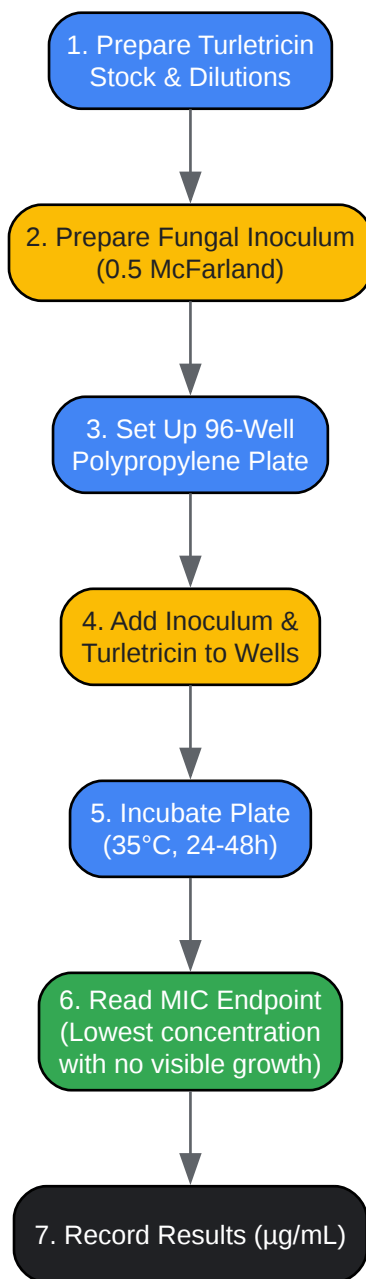 1. Prepare Turletricin
Stock & Dilutions
2. Prepare Fungal Inoculum
(0.5 McFarland)
3. Set Up 96-Well
Polypropylene Plate
4. Add Inoculum &
Turletricin to Wells
5. Incubate Plate
(35°C, 24-48h)
6. Read MIC Endpoint
(Lowest concentration
with no visible growth)
7. Record Results (µg/mL)